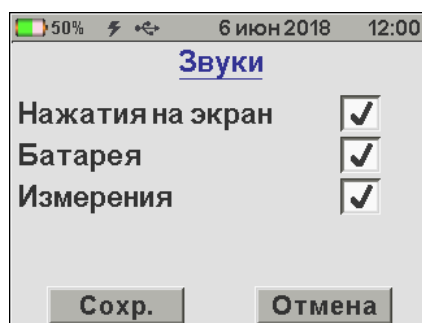 50% 6 июн 2018 12:00
Звуки
Нажатия на экран
Батарея
Измерения
Сохр. Отмена